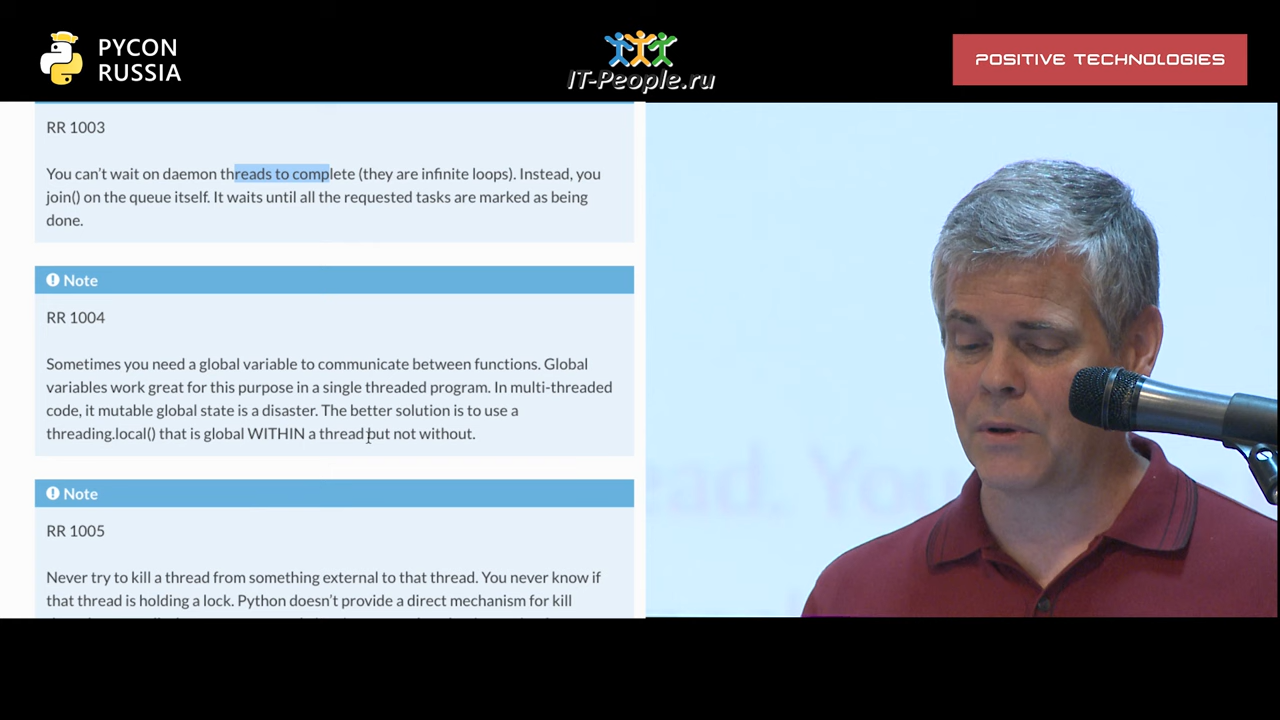 PYCON
RUSSIA
IT-People.ru
POSITIVE TECHNOLOGIES
RR 1003
You can’t wait on daemon threads to complete (they are infinite loops). Instead, you
join() on the queue itself. It waits until all the requested tasks are marked as being
done.
Note
RR 1004
Sometimes you need a global variable to communicate between functions. Global
variables work great for this purpose in a single threaded program. In multi-threaded
code, it mutable global state is a disaster. The better solution is to use a
threading.local() that is global WITHIN a thread but not without.
Note
RR 1005
Never try to kill a thread from something external to that thread. You never know if
that thread is holding a lock. Python doesn’t provide a direct mechanism for kill
ead. You